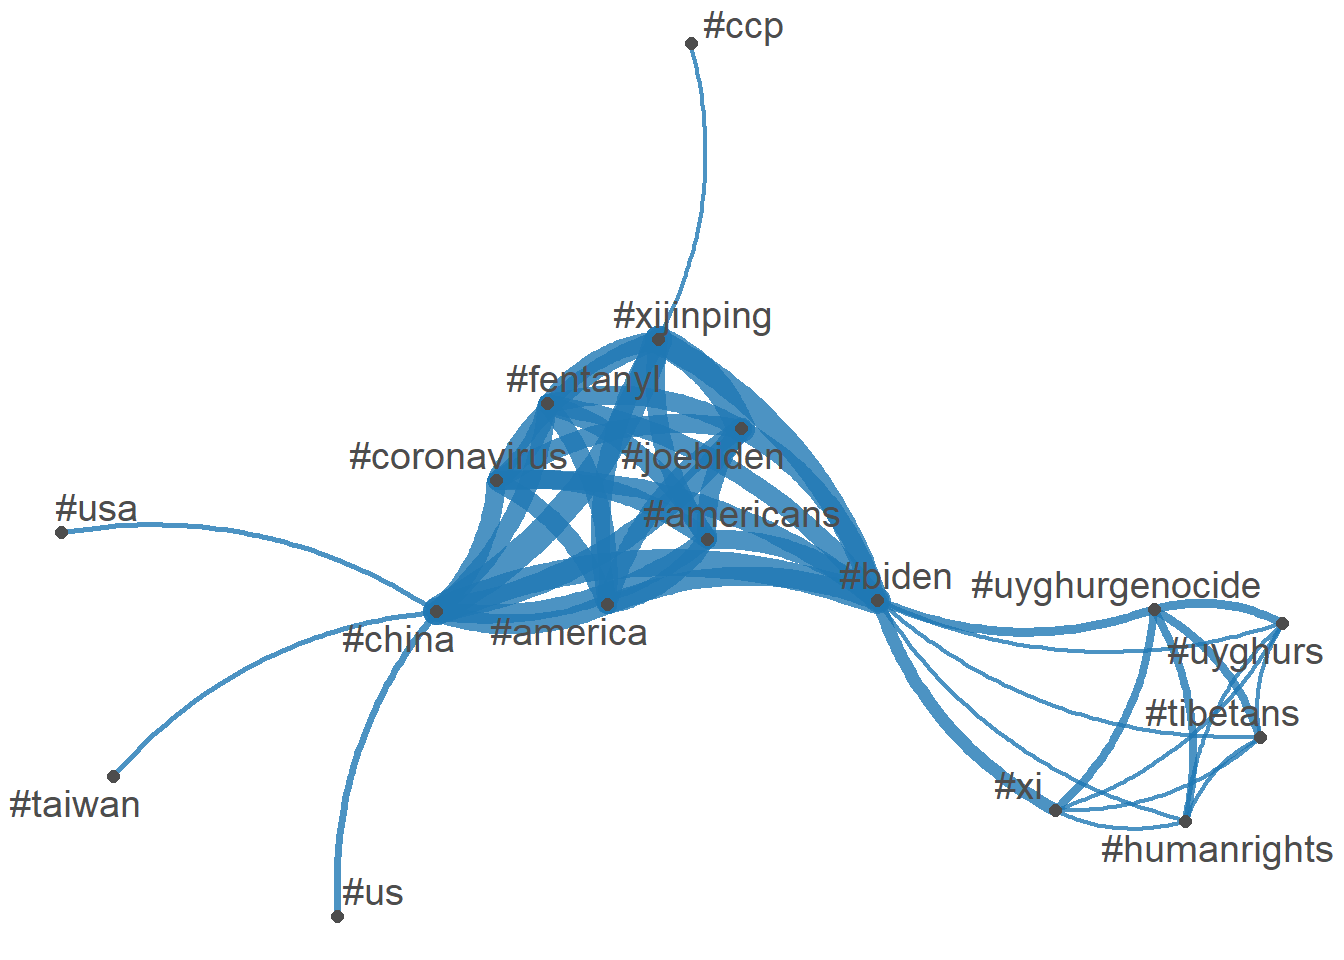 #ccp
#xijinping
#fentanyl
#coronavirus
#joebiden
#usa
#americans
#biden
#uyghurgenocide
#china
#america
#uyghurs
#tibetans
#xi
#taiwan
#humanrights
#us